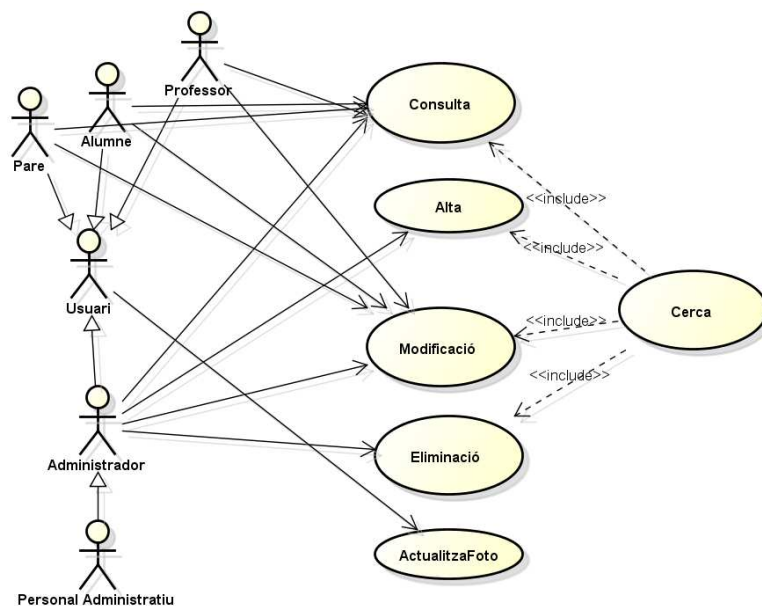 Professor
Consulta
Alumne
Pare
<<include>>
Alta
<<include>>
Usuari
Cerca
<<include>>
Modificació
<<include>>
Eliminació
Administrador
ActualitzaFoto
Personal Administratiu